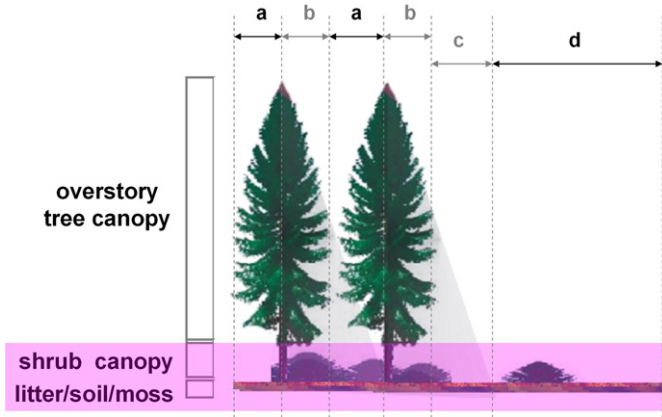 a b a b c d
overstory
tree canopy
shrub canopy
litter/soil/moss